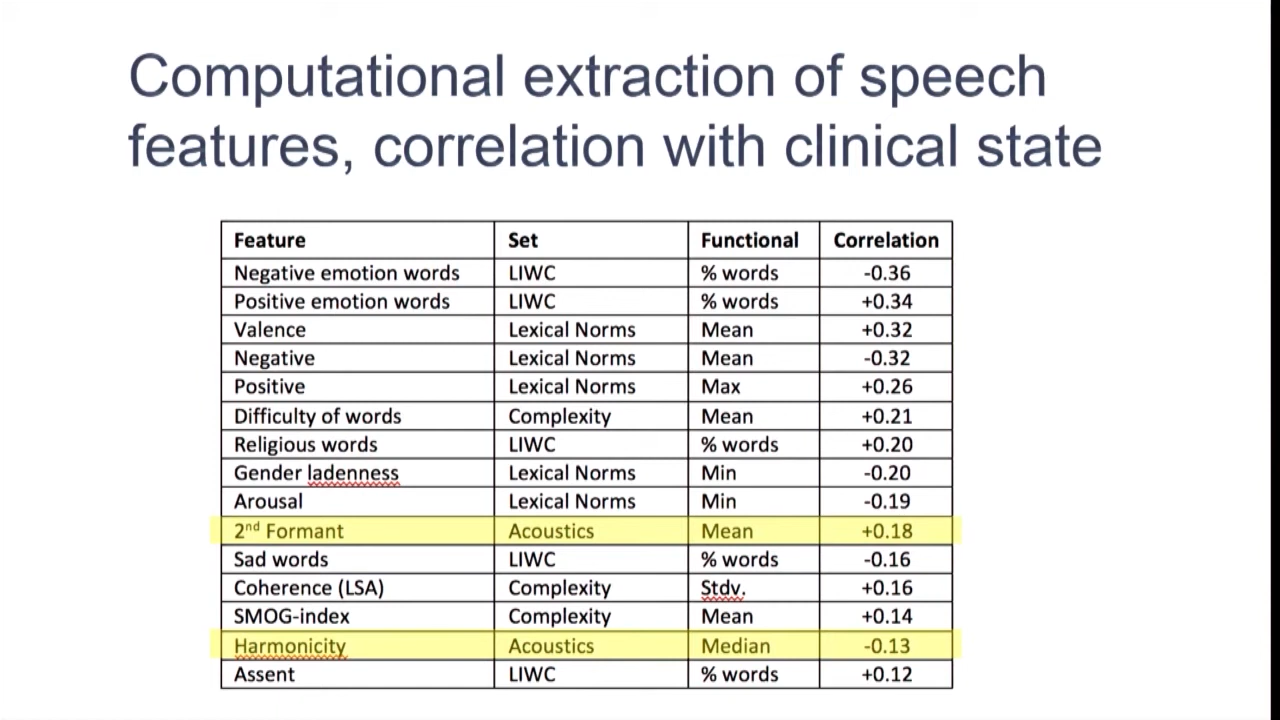 Computational extraction of speech
features, correlation with clinical state
Feature Set Functional Correlation
Negative emotion words LIWC % words -0.36
Positive emotion words LIWC % words +0.34
Valence Lexical Norms Mean +0.32
Negative Lexical Norms Mean -0.32
Positive Lexical Norms Max +0.26
Difficulty of words Complexity Mean +0.21
Religious words LIWC % words +0.20
Gender ladenness Lexical Norms Min -0.20
Arousal Lexical Norms Min -0.19
2nd Formant Acoustics Mean +0.18
Sad words LIWC % words -0.16
Coherence (LSA) Complexity Stdv. +0.16
SMOG-index Complexity Mean +0.14
Harmonicity Acoustics Median -0.13
Assent LIWC % words +0.12